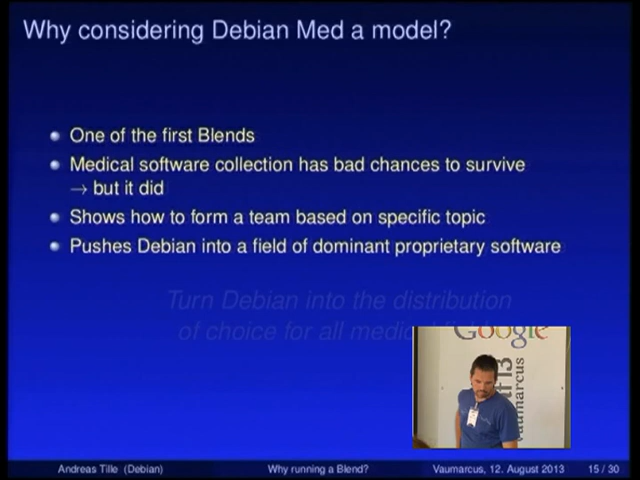 Why considering Debian Med a model?
One of the first Blends
Medical software collection has bad chances to survive
→ but it did
Shows how to form a team based on specific topic
Pushes Debian into a field of dominant proprietary software
Turn Debian into the distribution
of choice for all medical
Google
Vaumarcus
Andreas Tille (Debian)
Why running a Blend?
Vaumarcus, 12. August 2013
15 / 30